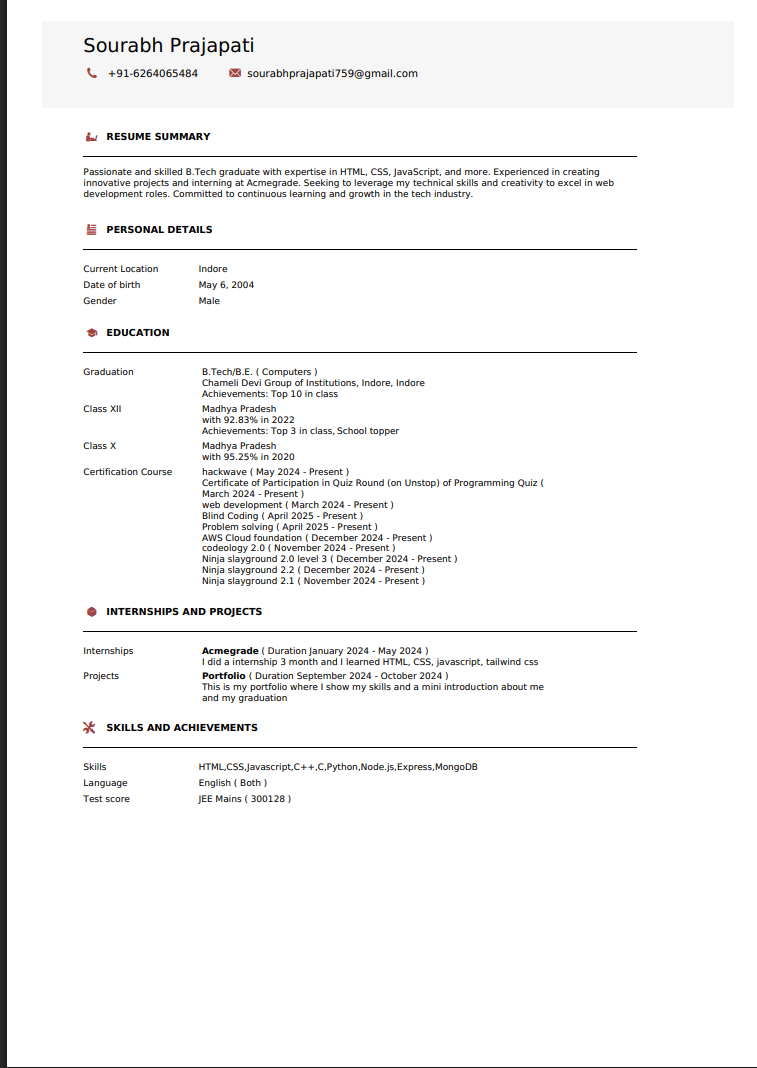 Sourabh Prajapati
+91-6264065484 sourabhprajapati759@gmail.com
RESUME SUMMARY
Passionate and skilled B.Tech graduate with expertise in HTML, CSS, JavaScript, and more. Experienced in creating
innovative projects and interning at Acmegrade. Seeking to leverage my technical skills and creativity to excel in web
development roles. Committed to continuous learning and growth in the tech industry.
PERSONAL DETAILS
Current Location Indore
Date of birth May 6, 2004
Gender Male
EDUCATION
Graduation B.Tech/B.E. ( Computers )
Chameli Devi Group of Institutions, Indore, Indore
Achievements: Top 10 in class
Class XII Madhya Pradesh
with 92.83% in 2022
Achievements: Top 3 in class, School topper
Class X Madhya Pradesh
with 95.25% in 2020
Certification Course hackwave ( May 2024 - Present )
Certificate of Participation in Quiz Round (on Unstop) of Programming Quiz (
March 2024 - Present )
web development ( March 2024 - Present )
Blind Coding ( April 2025 - Present )
Problem solving ( April 2025 - Present )
AWS Cloud foundation ( December 2024 - Present )
codeology 2.0 ( November 2024 - Present )
Ninja slayground 2.0 level 3 ( December 2024 - Present )
Ninja slayground 2.2 ( December 2024 - Present )
Ninja slayground 2.1 ( November 2024 - Present )
INTERNSHIPS AND PROJECTS
Internships Acmegrade ( Duration January 2024 - May 2024 )
I did a internship 3 month and I learned HTML, CSS, javascript, tailwind css
Projects Portfolio ( Duration September 2024 - October 2024 )
This is my portfolio where I show my skills and a mini introduction about me
and my graduation
SKILLS AND ACHIEVEMENTS
Skills HTML,CSS,Javascript,C++,C,Python,Node.js,Express,MongoDB
Language English ( Both )
Test score JEE Mains ( 300128 )